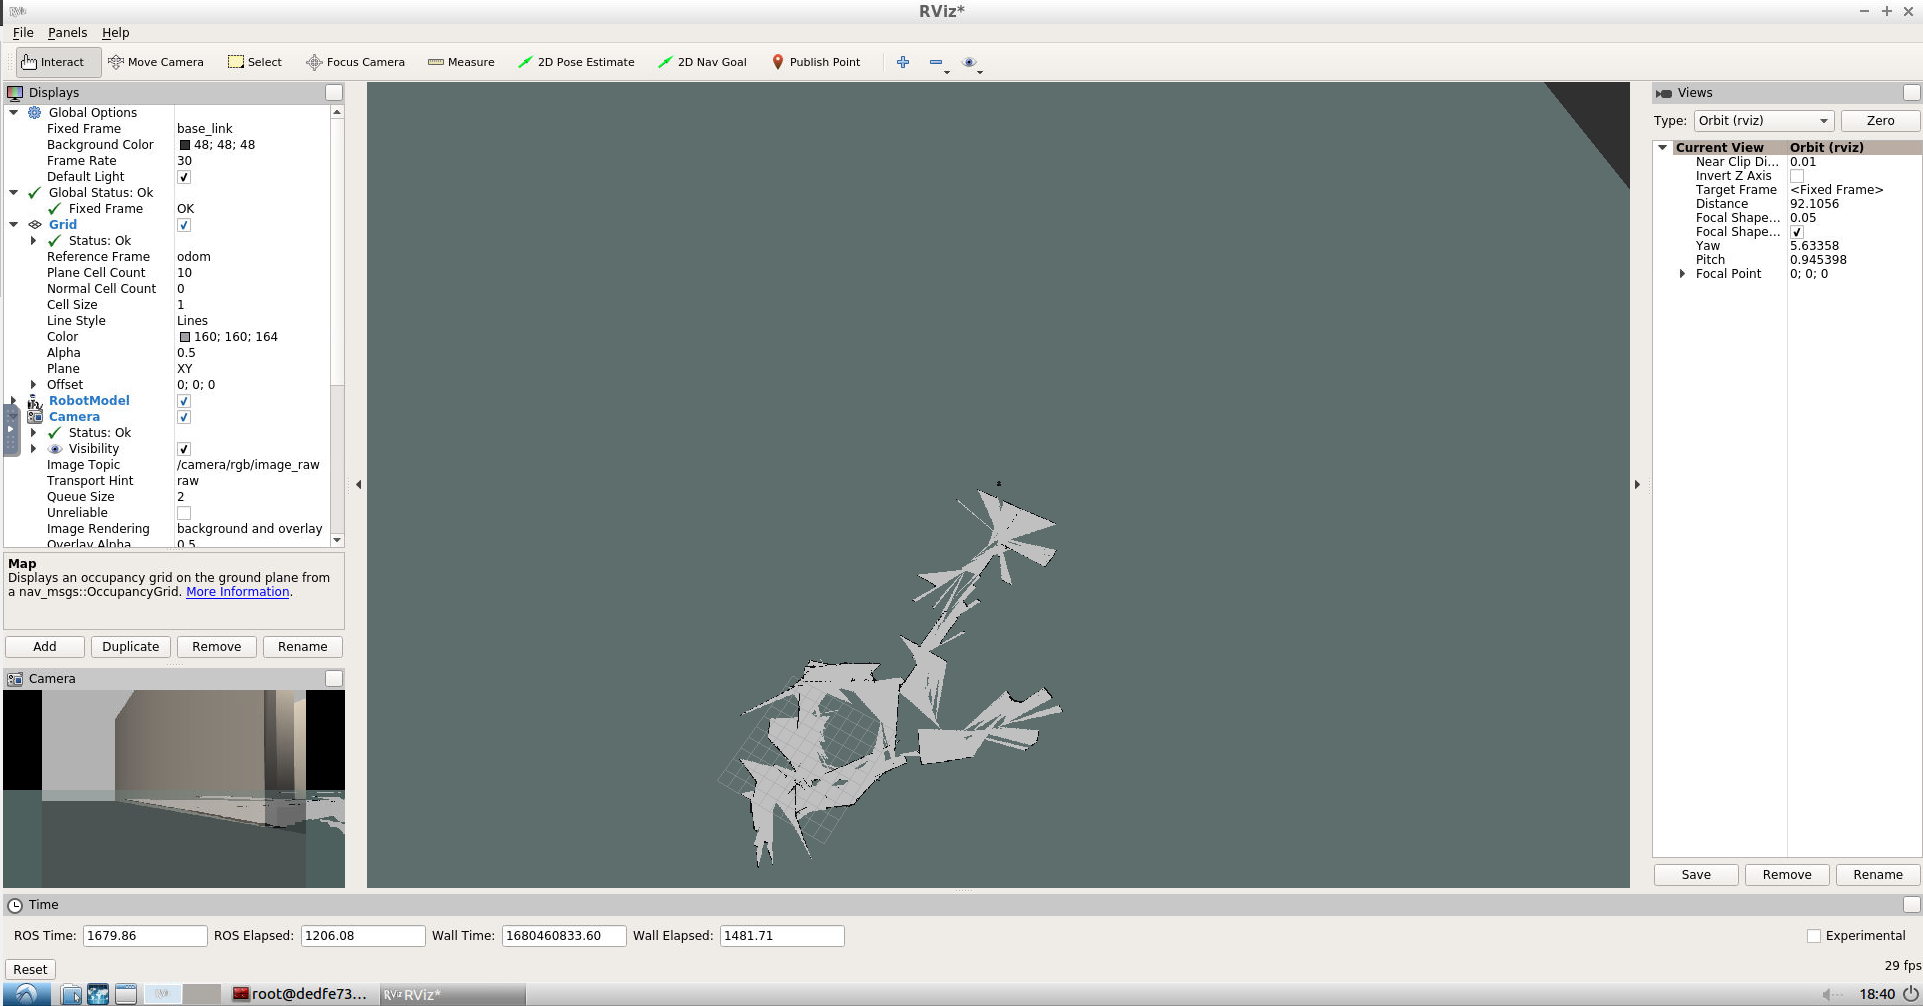 RViz*
File Panels Help
Interact Move Camera Select Focus Camera Measure 2D Pose Estimate 2D Nav Goal Publish Point
Displays
Global Options
Fixed Frame base_link
Background Color 48; 48; 48
Frame Rate 30
Default Light
Global Status: Ok
Fixed Frame OK
Grid
Status: Ok
Reference Frame odom
Plane Cell Count 10
Normal Cell Count 0
Cell Size 1
Line Style Lines
Color 160; 160; 164
Alpha 0.5
Plane XY
Offset 0; 0; 0
RobotModel
Camera
Status: Ok
Visibility
Image Topic /camera/rgb/image_raw
Transport Hint raw
Queue Size 2
Unreliable
Image Rendering background and overlay
Overlay Alpha 0.5
Map
Displays an occupancy grid on the ground plane from
a nav_msgs::OccupancyGrid. More Information.
Add Duplicate Remove Rename
Camera
Views
Type: Orbit (rviz) Zero
Current View Orbit (rviz)
Near Clip Di... 0.01
Invert Z Axis
Target Frame <Fixed Frame>
Distance 92.1056
Focal Shape... 0.05
Focal Shape...
Yaw 5.63358
Pitch 0.945398
Focal Point 0; 0; 0
Save Remove Rename
Time
ROS Time: 1679.86 ROS Elapsed: 1206.08 Wall Time: 1680460833.60 Wall Elapsed: 1481.71 Experimental
Reset 29 fps
root@dedfe73... RViz RViz* 18:40